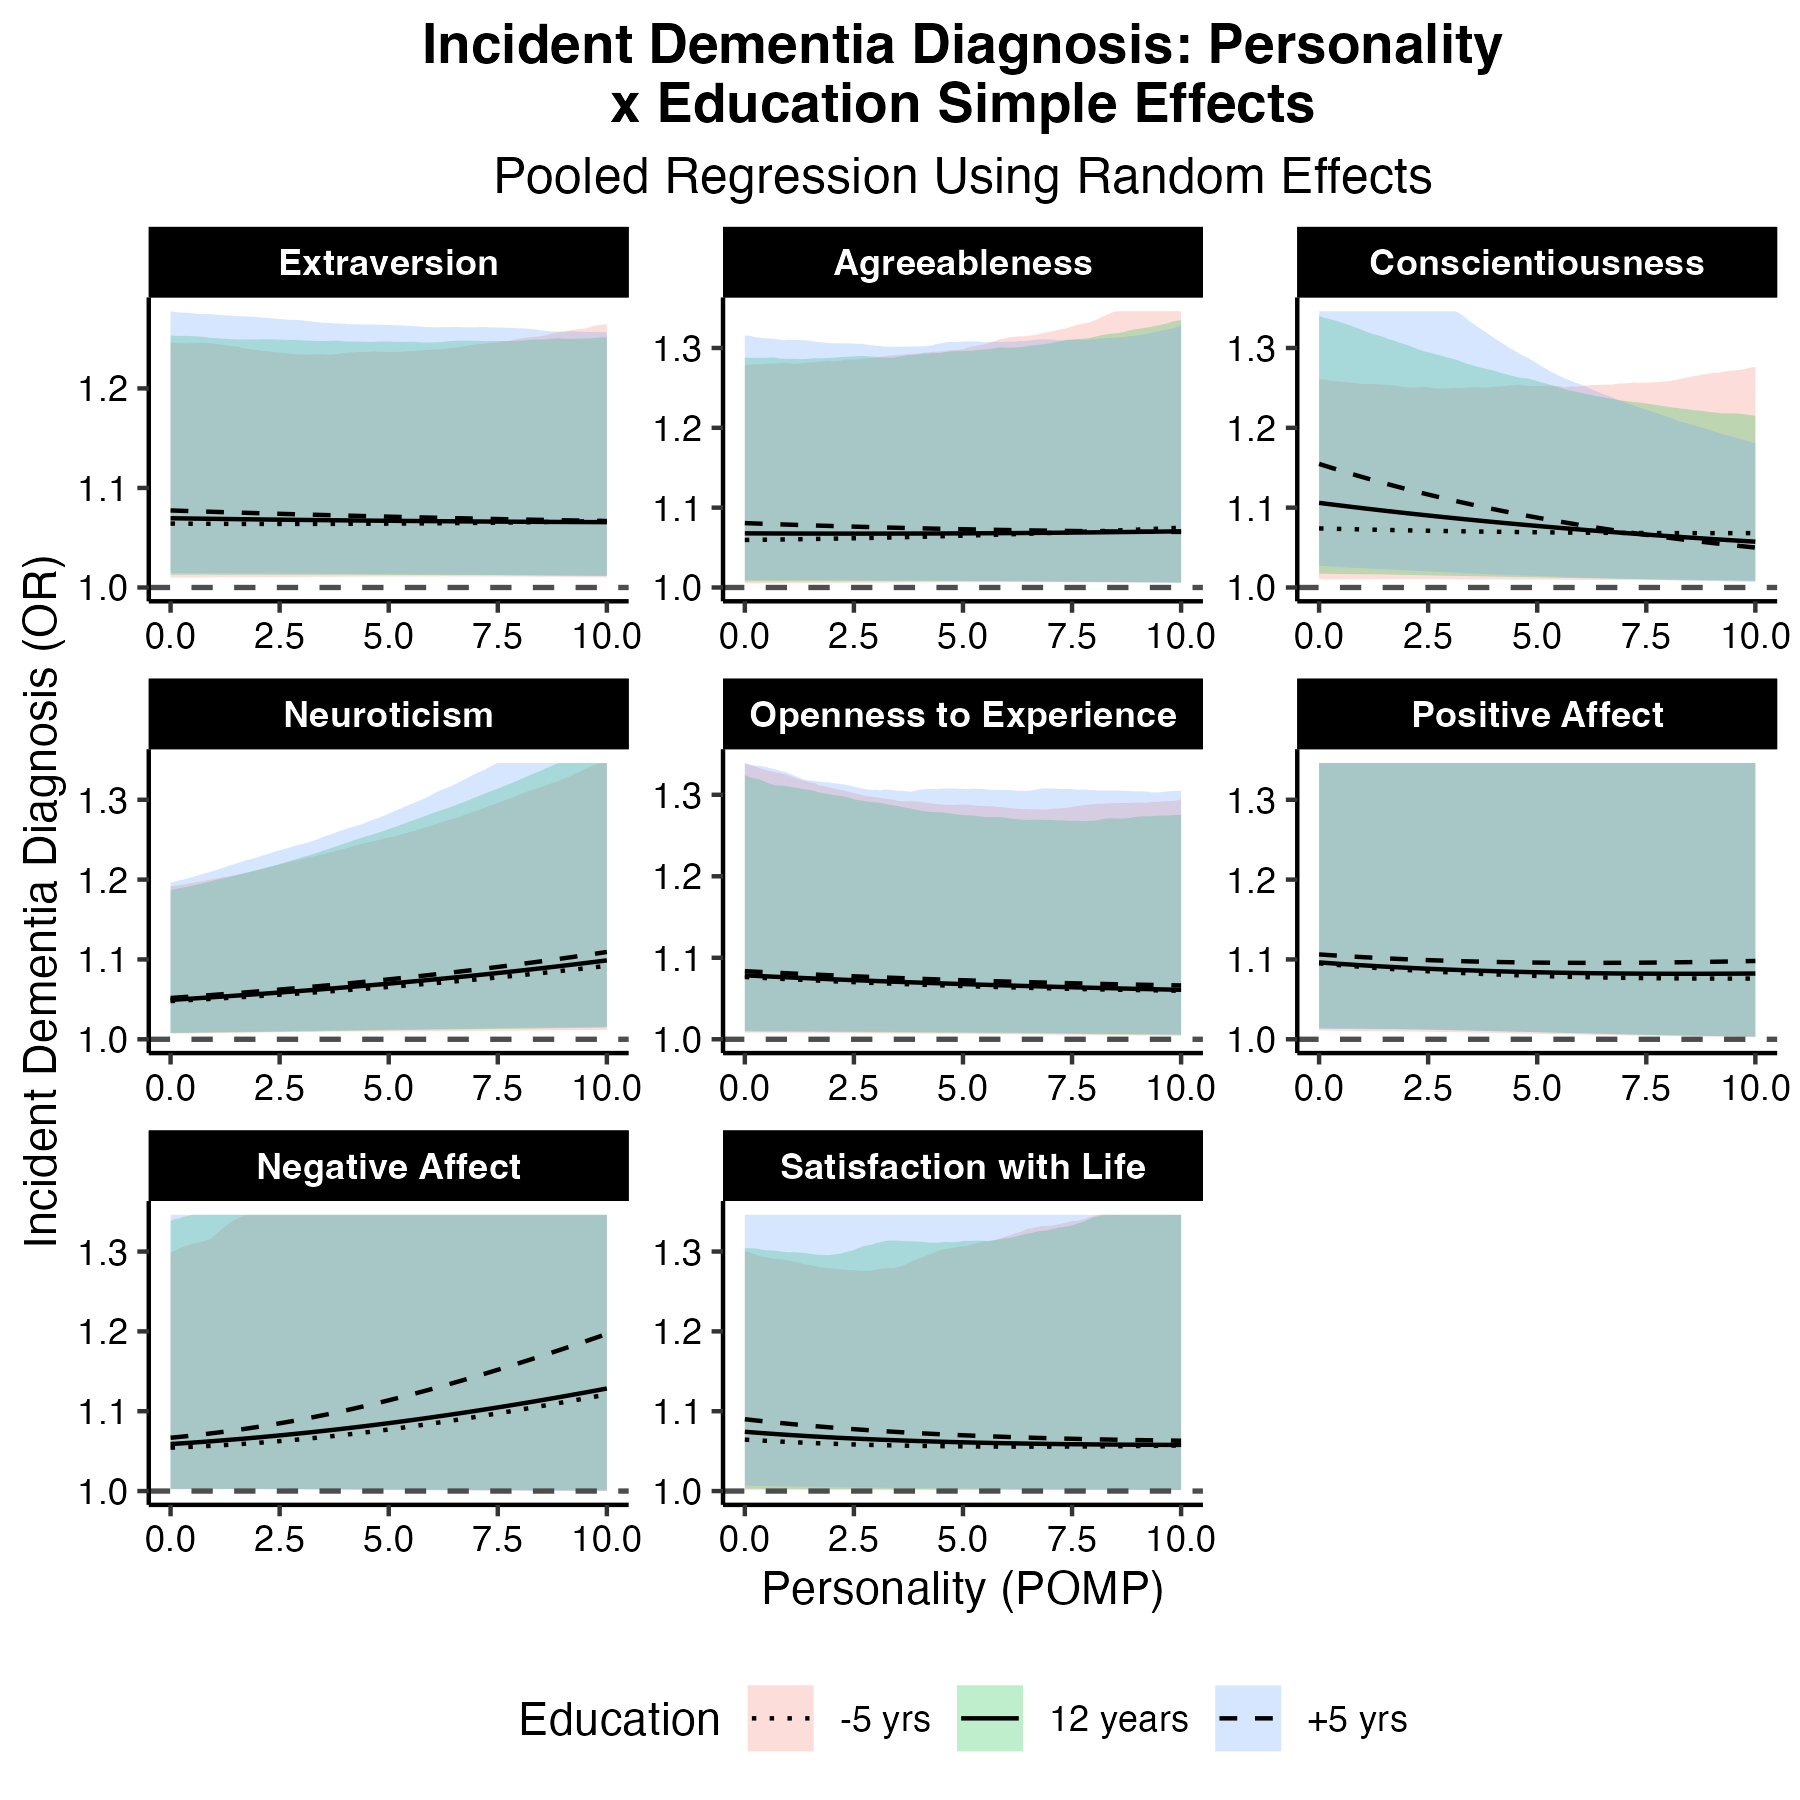 Incident Dementia Diagnosis: Personality
x Education Simple Effects
Pooled Regression Using Random Effects
Incident Dementia Diagnosis (OR)
Extraversion
1.2
1.1
1.0
0.0 2.5 5.0 7.5 10.0
Agreeableness
1.3
1.2
1.1
1.0
0.0 2.5 5.0 7.5 10.0
Conscientiousness
1.3
1.2
1.1
1.0
0.0 2.5 5.0 7.5 10.0
Neuroticism
1.3
1.2
1.1
1.0
0.0 2.5 5.0 7.5 10.0
Openness to Experience
1.3
1.2
1.1
1.0
0.0 2.5 5.0 7.5 10.0
Positive Affect
1.3
1.2
1.1
1.0
0.0 2.5 5.0 7.5 10.0
Negative Affect
1.3
1.2
1.1
1.0
0.0 2.5 5.0 7.5 10.0
Satisfaction with Life
1.3
1.2
1.1
1.0
0.0 2.5 5.0 7.5 10.0
Personality (POMP)
Education -5 yrs 12 years +5 yrs